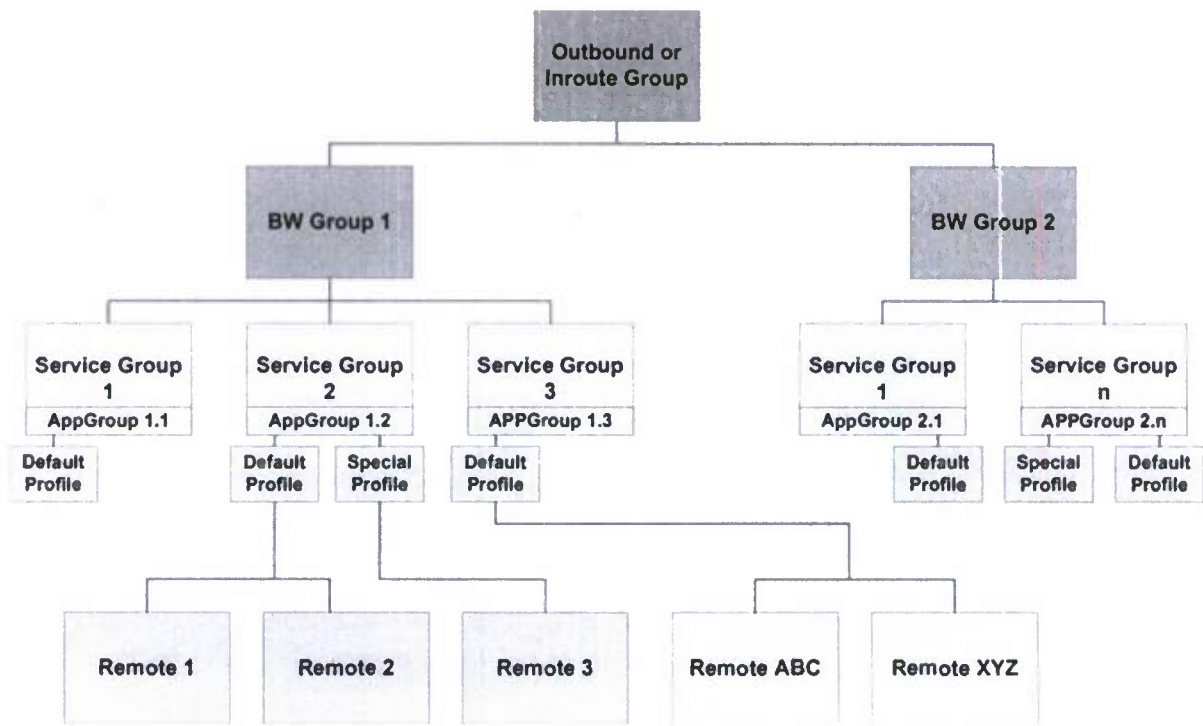 Outbound or
Inroute Group
BW Group 1
BW Group 2
Service Group
1
AppGroup 1.1
Service Group
2
AppGroup 1.2
Service Group
3
APPGroup 1.3
Service Group
1
AppGroup 2.1
Service Group
n
APPGroup 2.n
Default
Profile
Default
Profile
Special
Profile
Default
Profile
Default
Profile
Special
Profile
Default
Profile
Remote 1
Remote 2
Remote 3
Remote ABC
Remote XYZ